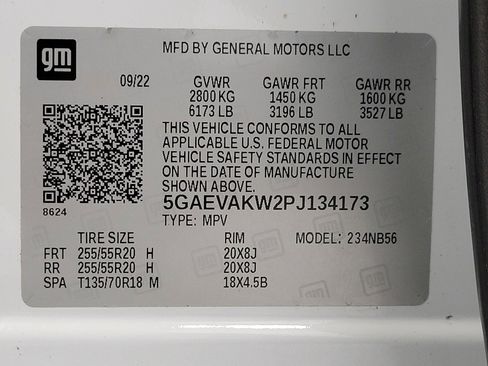 gm
MFD BY GENERAL MOTORS LLC
09/22 GVWR GAWR FRT GAWR RR
2800 KG 1450 KG 1600 KG
6173 LB 3196 LB 3527 LB
THIS VEHICLE CONFORMS TO ALL
APPLICABLE U.S. FEDERAL MOTOR
VEHICLE SAFETY STANDARDS IN EFFECT
ON THE DATE OF MANUFACTURE
SHOWN ABOVE.
8624
5GAEVAKW2PJ134173
TYPE: MPV
TIRE SIZE RIM MODEL: 234NB56
FRT 255/55R20 H 20X8J
RR 255/55R20 H 20X8J
SPA T135/70R18 M 18X4.5B